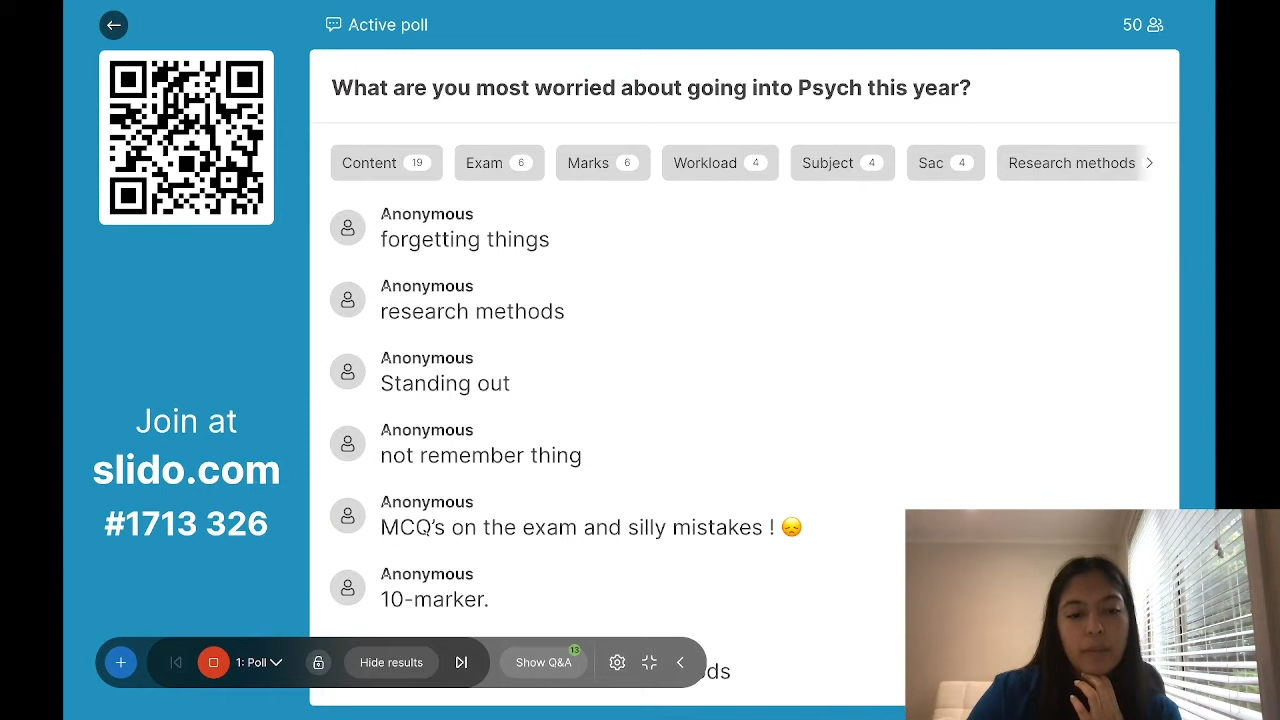 Active poll
50
What are you most worried about going into Psych this year?
Content 19
Exam 6
Marks 6
Workload 4
Subject 4
Sac 4
Research methods
Anonymous
forgetting things
Anonymous
research methods
Anonymous
Standing out
Anonymous
not remember thing
Anonymous
MCQ's on the exam and silly mistakes ! 😞
Anonymous
10-marker.
Join at
slido.com
#1713 326
1: Poll
Hide results
Show Q&A
13